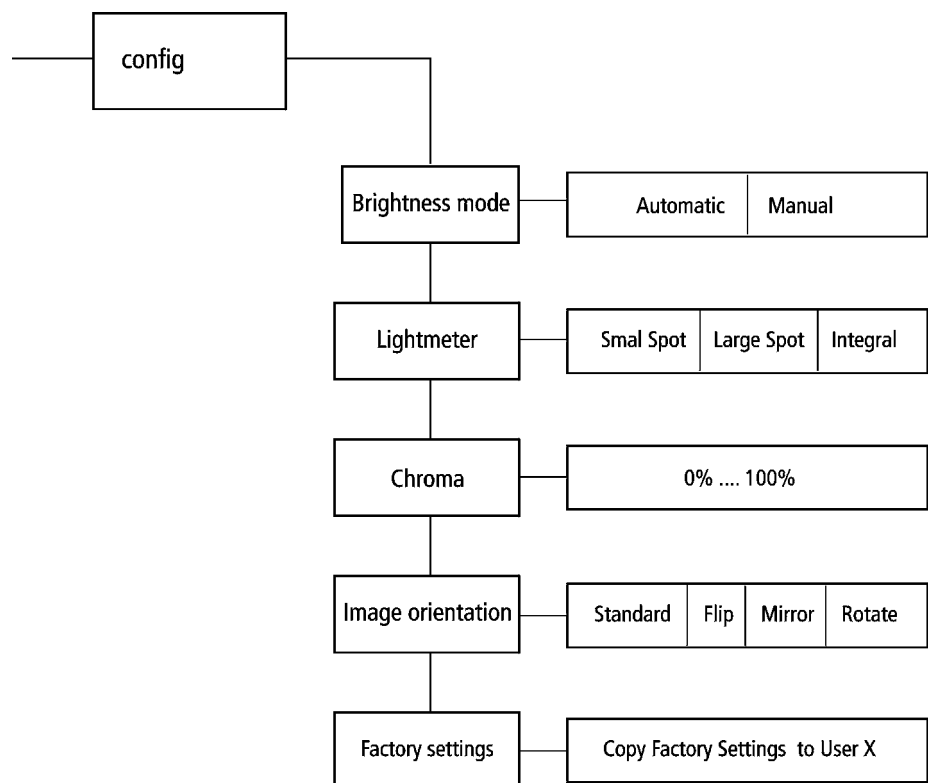 config
Brightness mode
Automatic Manual
Lightmeter
Smal Spot Large Spot Integral
Chroma
0% .... 100%
Image orientation
Standard Flip Mirror Rotate
Factory settings
Copy Factory Settings to User X